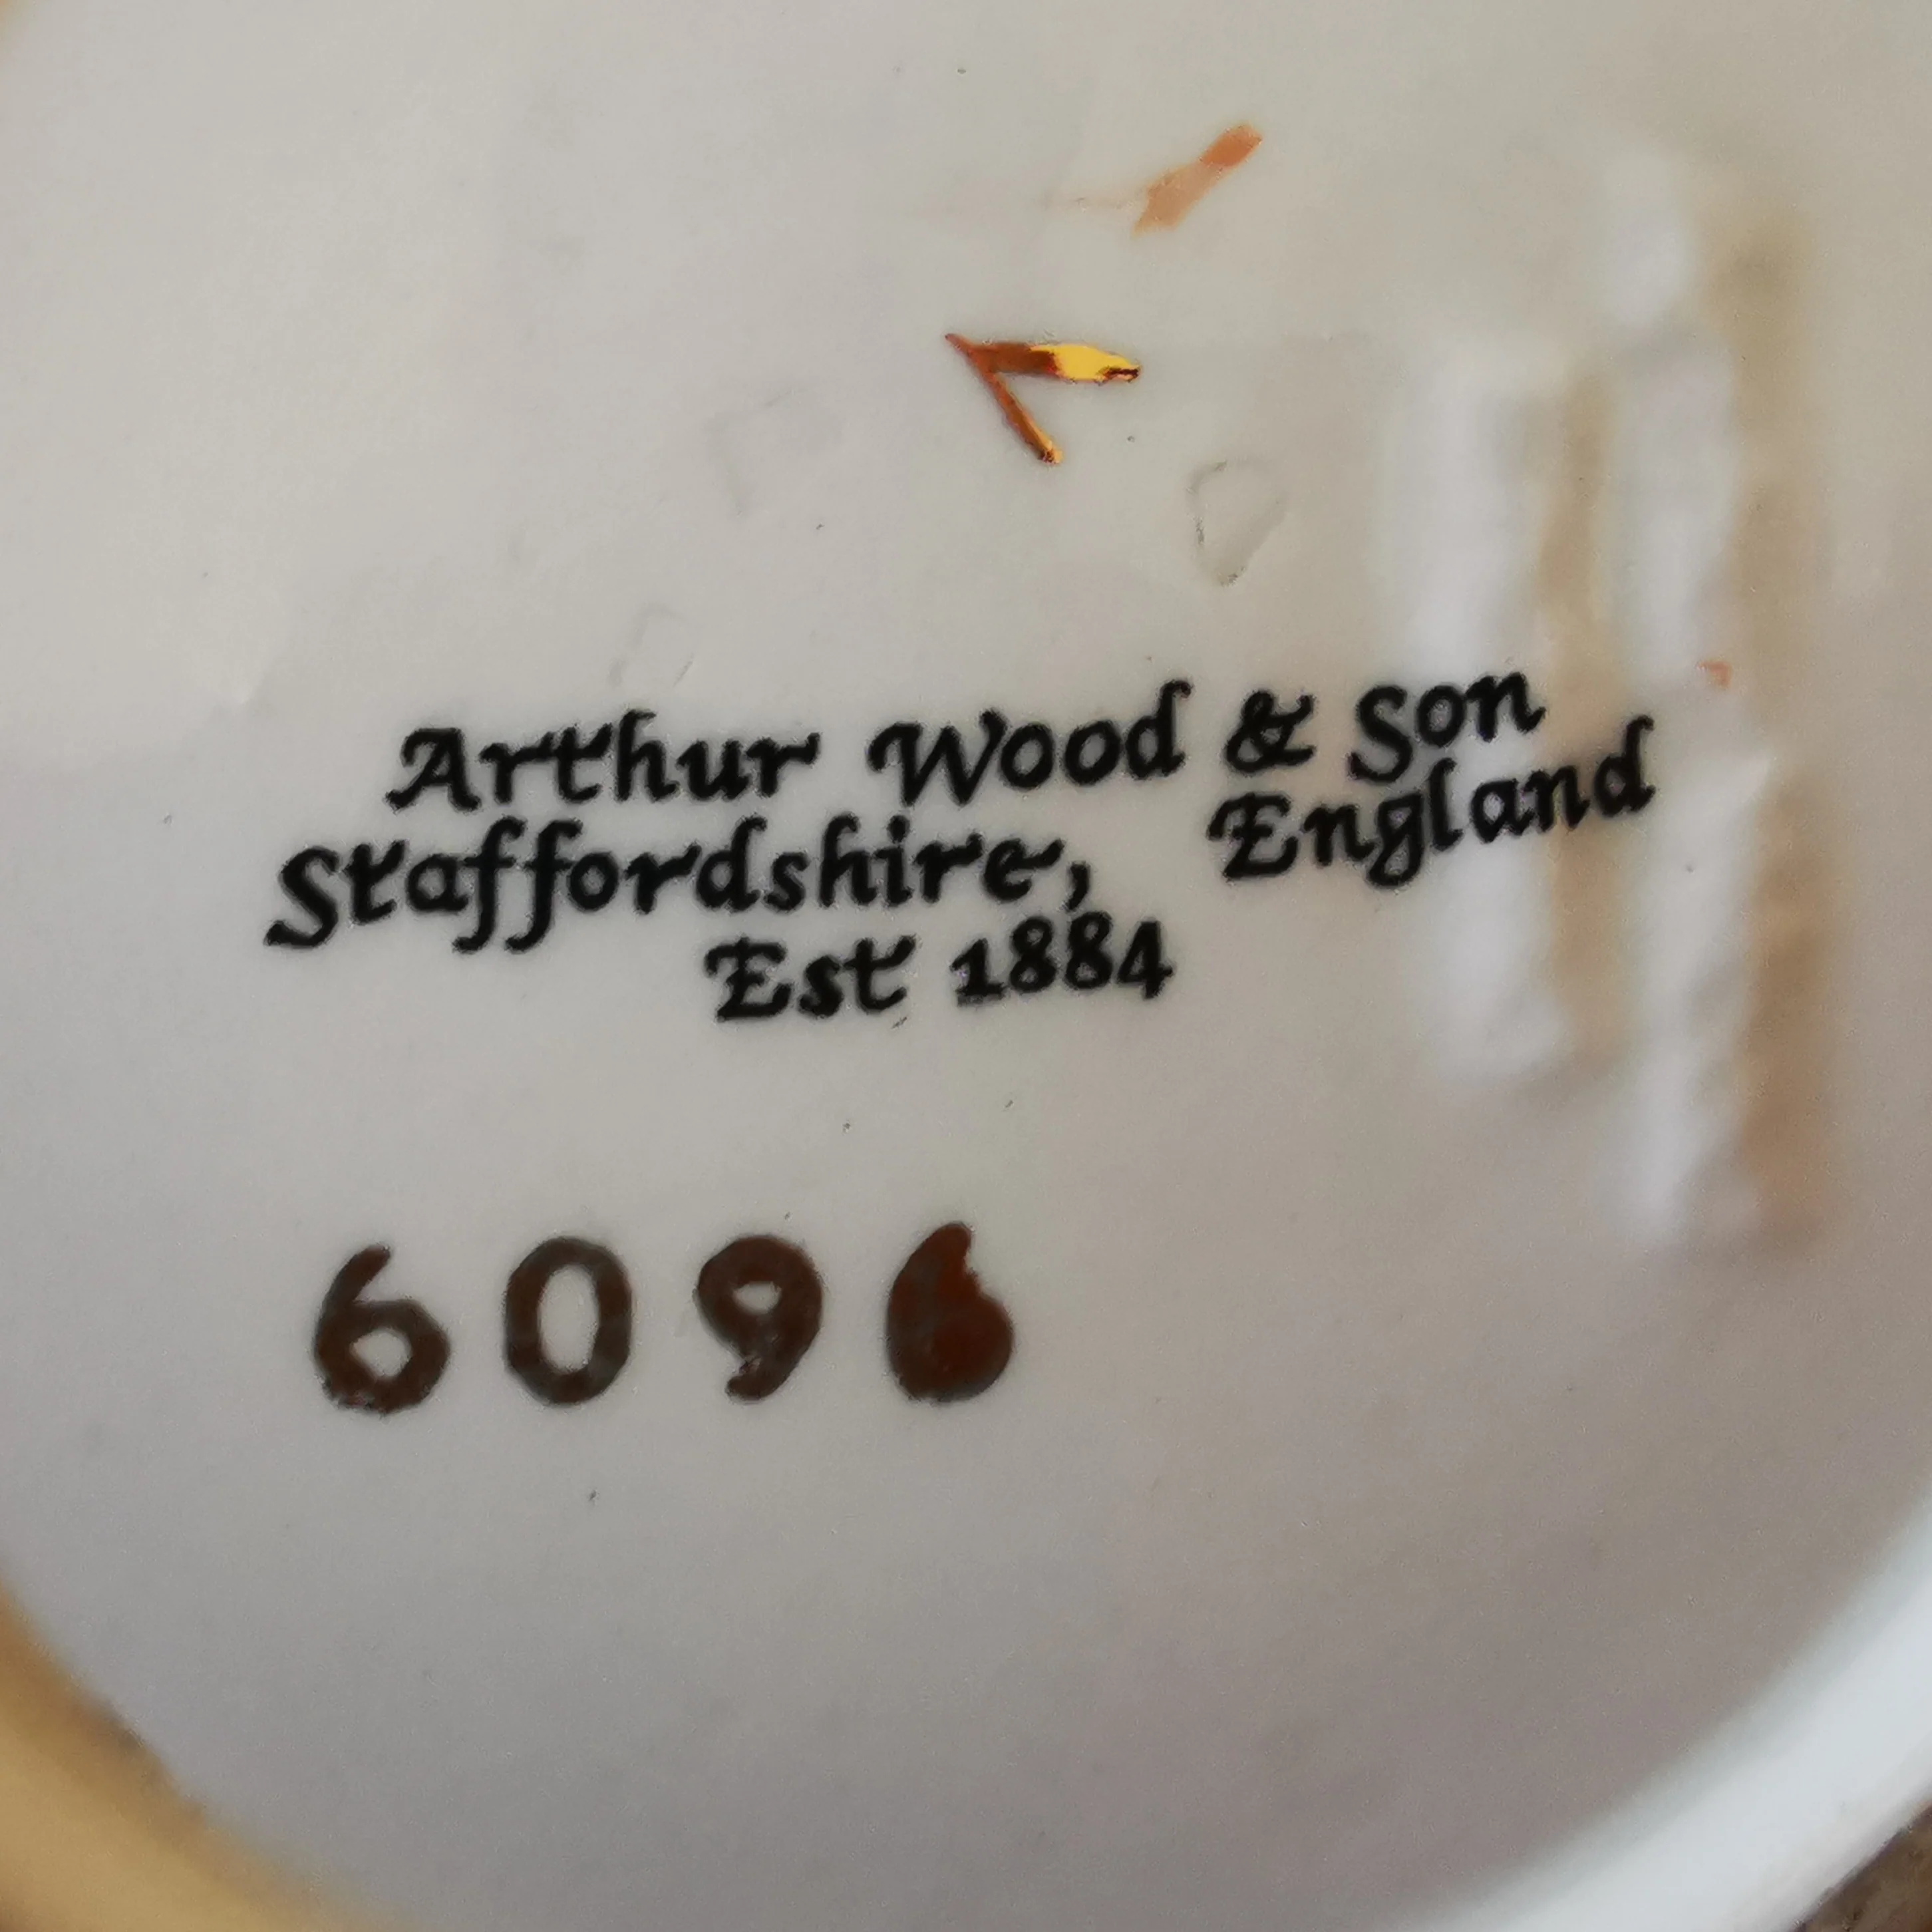 Arthur Wood & Son
Staffordshire, England
Est 1884
6096